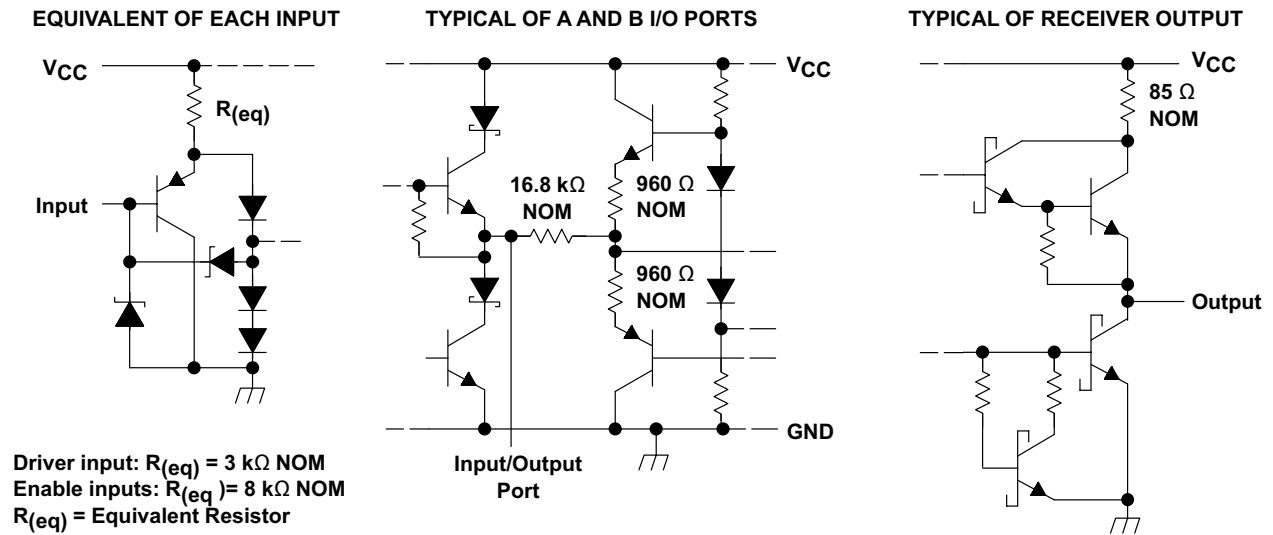 EQUIVALENT OF EACH INPUT
VCC
R(eq)
Input
Driver input: R(eq) = 3 kΩ NOM
Enable inputs: R(eq )= 8 kΩ NOM
R(eq) = Equivalent Resistor
TYPICAL OF A AND B I/O PORTS
VCC
16.8 kΩ
NOM
960 Ω
NOM
960 Ω
NOM
GND
Input/Output
Port
TYPICAL OF RECEIVER OUTPUT
VCC
85 Ω
NOM
Output